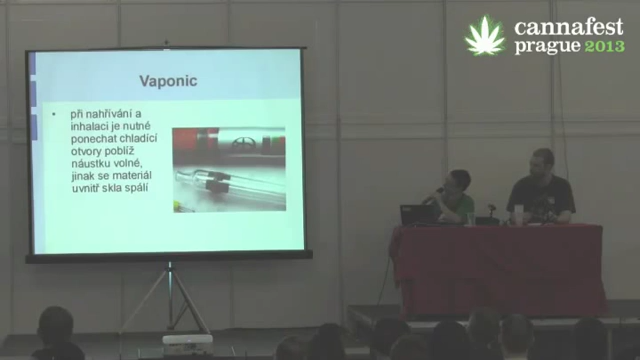 cannafest
prague 2013
Vaponic
• při nahřívání a
inhalaci je nutné
ponechat chladící
otvory poblíž
náustku volné,
jinak se materiál
uvnitř skla spálí